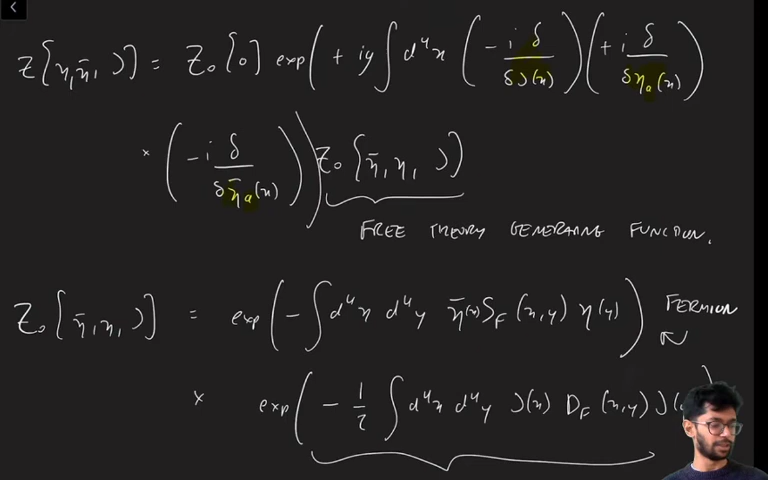 Z[η, η̄, J] = Z₀[0] exp(+ ig ∫ d⁴x (-i δ/δJ(x)) (+ i δ/δη_a(x))
× (-i δ/δη̄_a(x))) Z₀[η̄, η, J]
FREE THEORY GENERATING FUNCTION.
Z₀[η̄, η, J] = exp(- ∫ d⁴x d⁴y η̄(x) S_F(x,y) η(y)) FERMION
× exp(- 1/2 ∫ d⁴x d⁴y J(x) D_F(x,y) J(